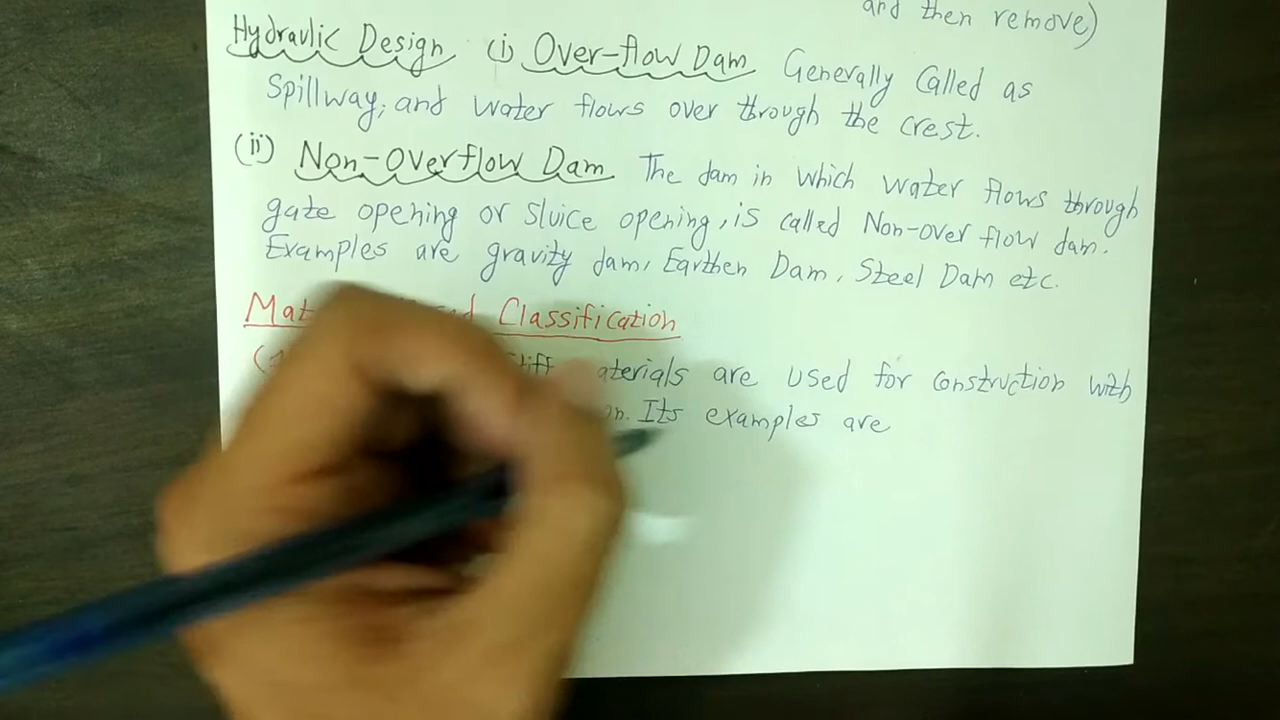 and then remove)
Hydraulic Design (i) Over-flow Dam Generally Called as
Spillway, and water flows over through the crest.
(ii) Non-Overflow Dam The dam in which water flows through
gate opening or sluice opening, is called Non-over flow dam.
Examples are gravity dam, Earthen Dam, Steel Dam etc.
Classification
materials are used for construction with
Its examples are